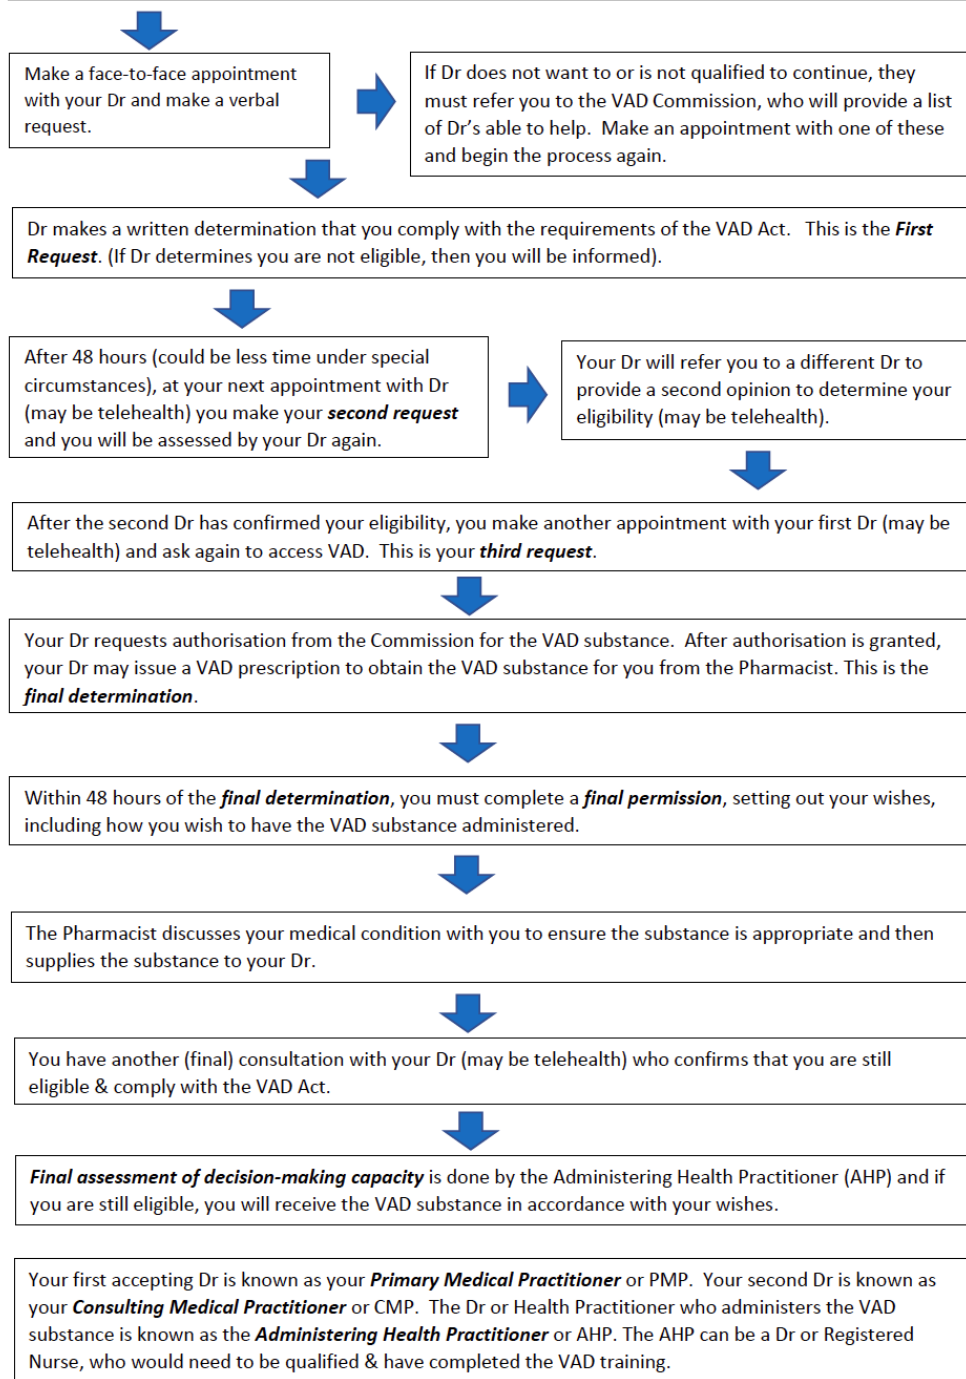 Make a face-to-face appointment
with your Dr and make a verbal
request.
If Dr does not want to or is not qualified to continue, they
must refer you to the VAD Commission, who will provide a list
of Dr's able to help.  Make an appointment with one of these
and begin the process again.
Dr makes a written determination that you comply with the requirements of the VAD Act.   This is the First
Request. (If Dr determines you are not eligible, then you will be informed).
After 48 hours (could be less time under special
circumstances), at your next appointment with Dr
(may be telehealth) you make your second request
and you will be assessed by your Dr again.
Your Dr will refer you to a different Dr to
provide a second opinion to determine your
eligibility (may be telehealth).
After the second Dr has confirmed your eligibility, you make another appointment with your first Dr (may be
telehealth) and ask again to access VAD.  This is your third request.
Your Dr requests authorisation from the Commission for the VAD substance.  After authorisation is granted,
your Dr may issue a VAD prescription to obtain the VAD substance for you from the Pharmacist. This is the
final determination.
Within 48 hours of the final determination, you must complete a final permission, setting out your wishes,
including how you wish to have the VAD substance administered.
The Pharmacist discusses your medical condition with you to ensure the substance is appropriate and then
supplies the substance to your Dr.
You have another (final) consultation with your Dr (may be telehealth) who confirms that you are still
eligible & comply with the VAD Act.
Final assessment of decision-making capacity is done by the Administering Health Practitioner (AHP) and if
you are still eligible, you will receive the VAD substance in accordance with your wishes.
Your first accepting Dr is known as your Primary Medical Practitioner or PMP.  Your second Dr is known as
your Consulting Medical Practitioner or CMP.  The Dr or Health Practitioner who administers the VAD
substance is known as the Administering Health Practitioner or AHP. The AHP can be a Dr or Registered
Nurse, who would need to be qualified & have completed the VAD training.